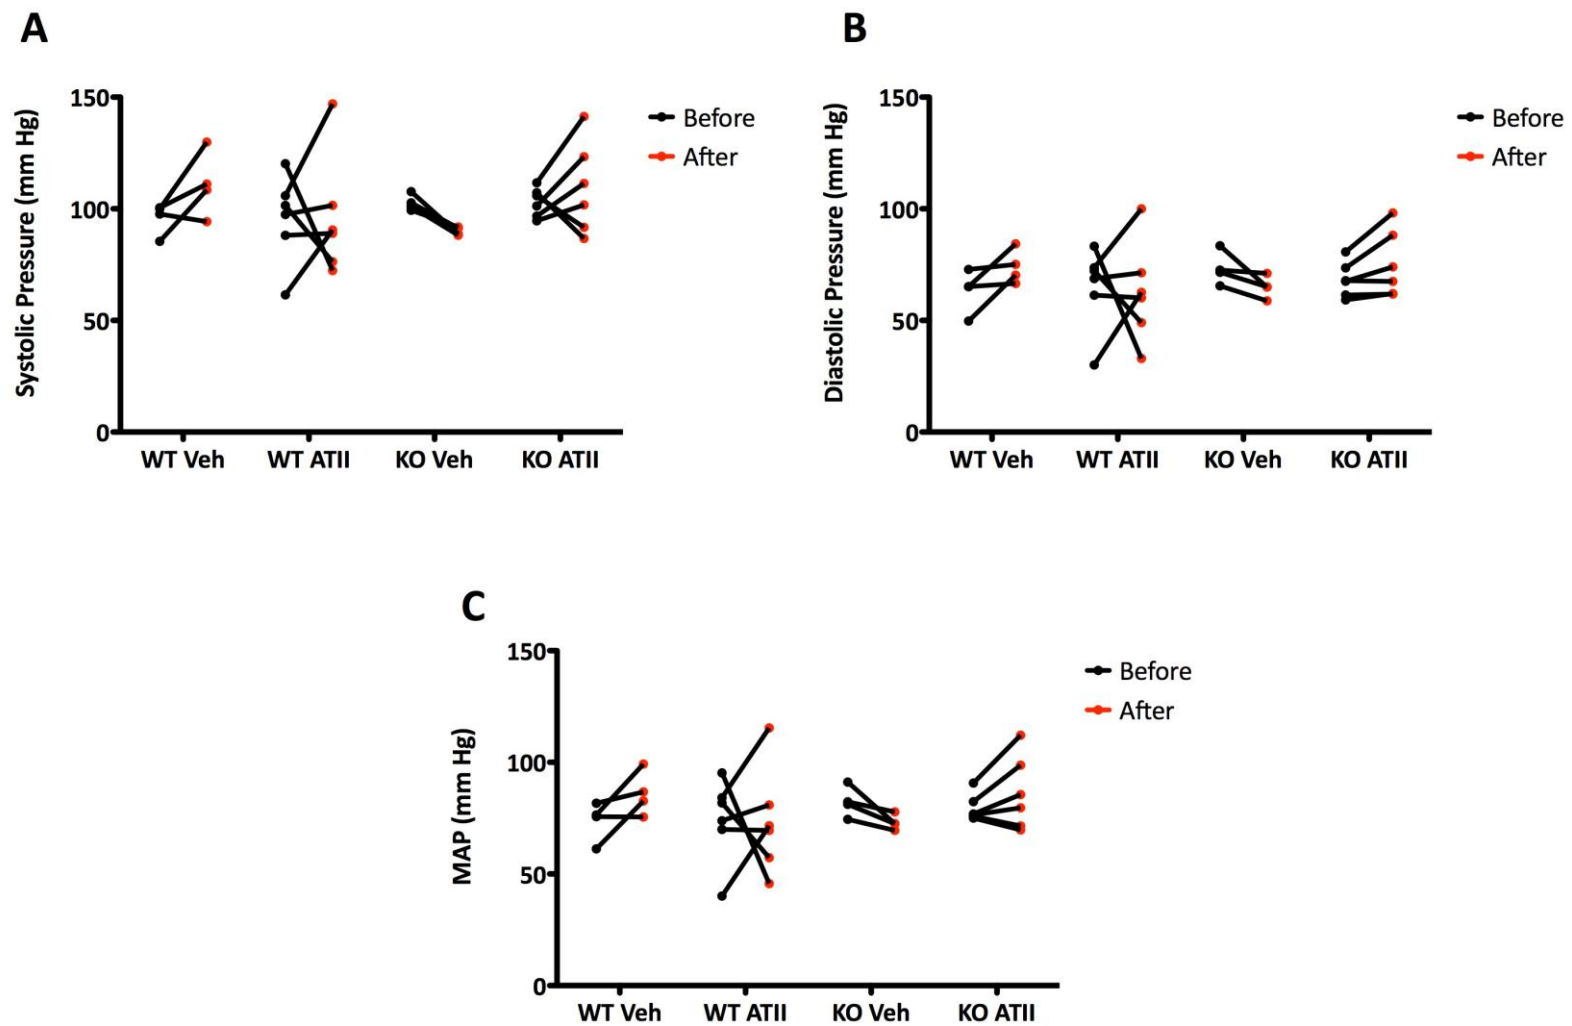 A
Systolic Pressure (mm Hg)
150
100
50
0
WT Veh
WT ATII
KO Veh
KO ATII
Before
After
B
Diastolic Pressure (mm Hg)
150
100
50
0
WT Veh
WT ATII
KO Veh
KO ATII
Before
After
C
MAP (mm Hg)
150
100
50
0
WT Veh
WT ATII
KO Veh
KO ATII
Before
After